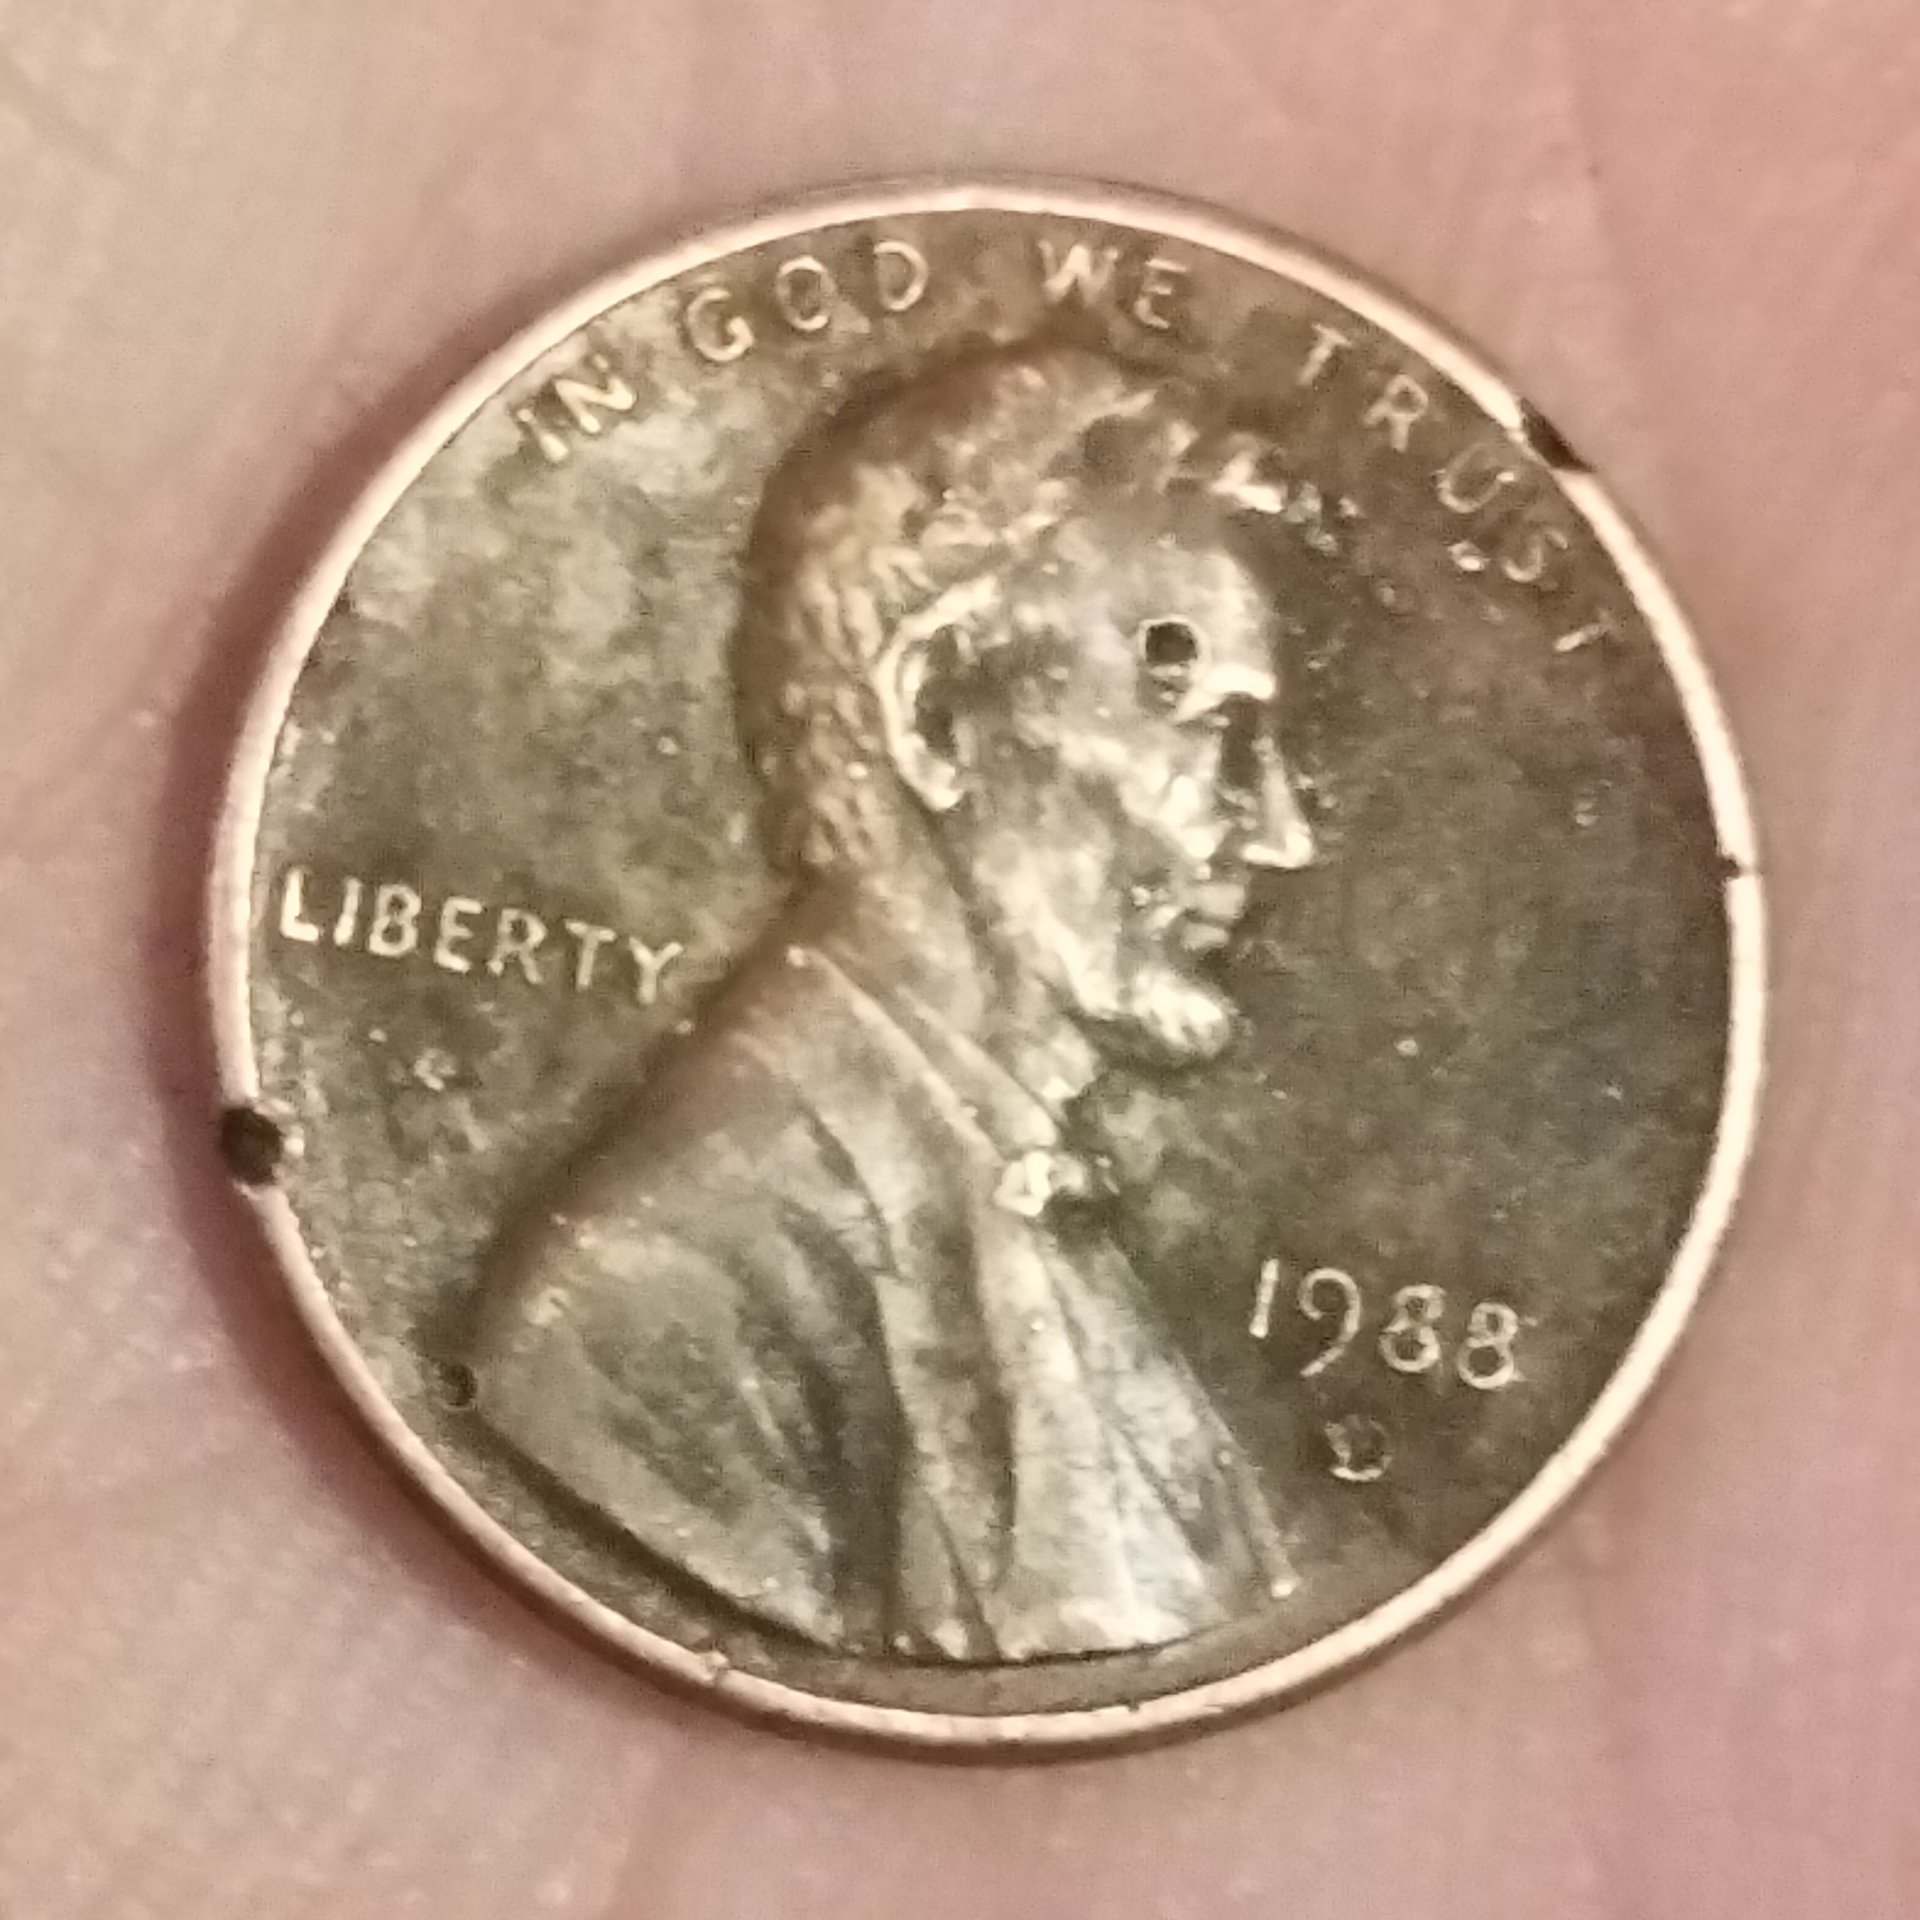 IN GOD WE TRUST
LIBERTY
1988
D